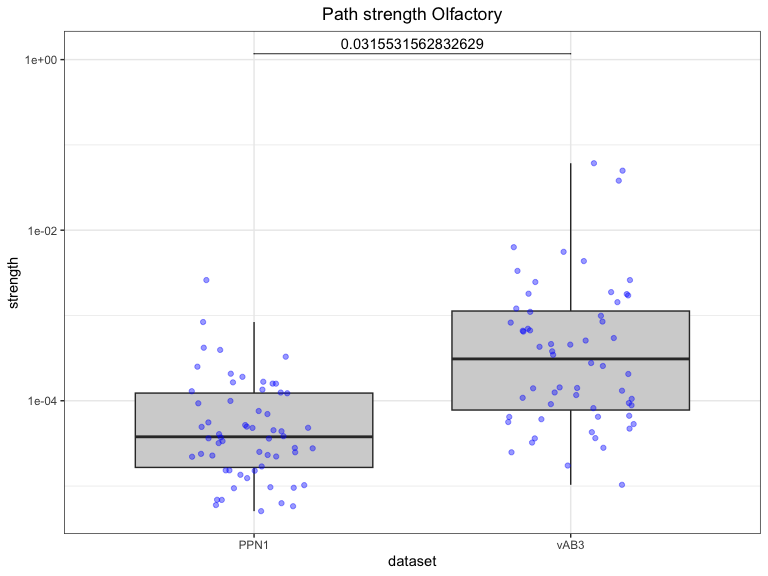 Path strength Olfactory
0.0315531562832629
1e+00
1e-02
1e-04
strength
PPN1
vAB3
dataset